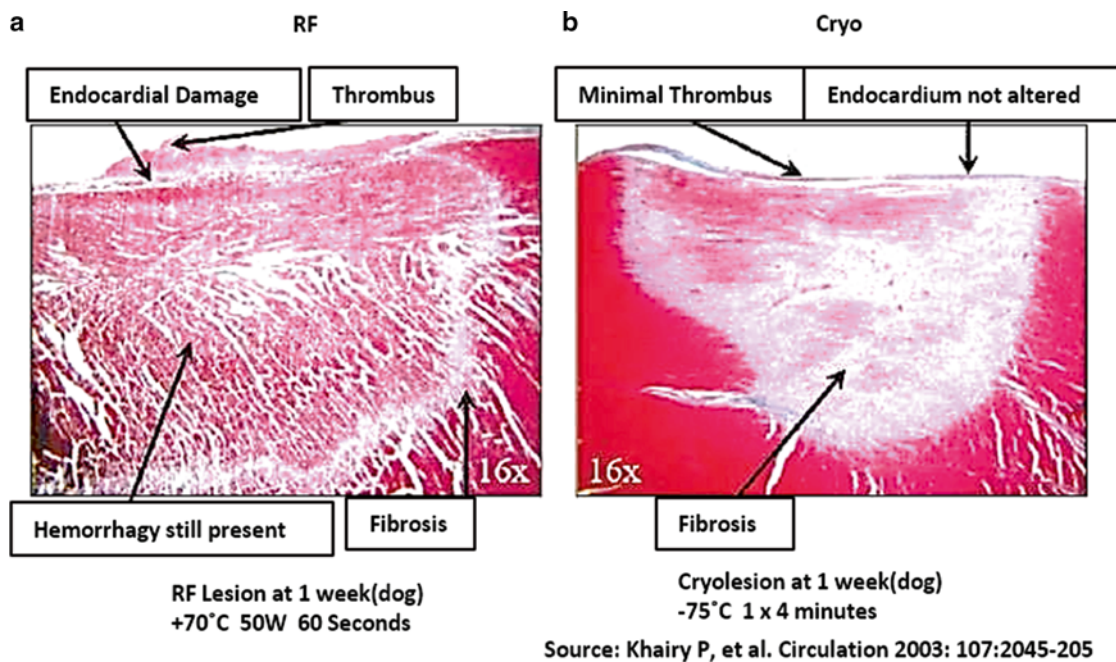 a
RF
b
Cryo
Endocardial Damage
Thrombus
Minimal Thrombus
Endocardium not altered
16x
16x
Hemorrhagy still present
Fibrosis
Fibrosis
RF Lesion at 1 week(dog)
+70˚C 50W 60 Seconds
Cryolesion at 1 week(dog)
-75˚C 1 x 4 minutes
Source: Khairy P, et al. Circulation 2003: 107:2045-205